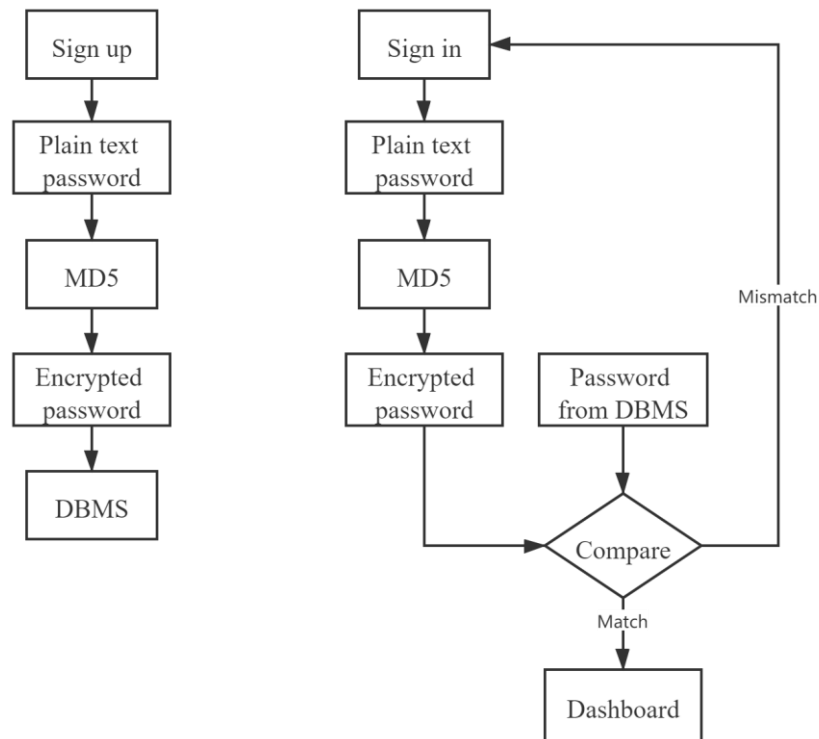 Sign up
Plain text
password
MD5
Encrypted
password
DBMS
Sign in
Plain text
password
MD5
Encrypted
password
Password
from DBMS
Compare
Mismatch
Match
Dashboard